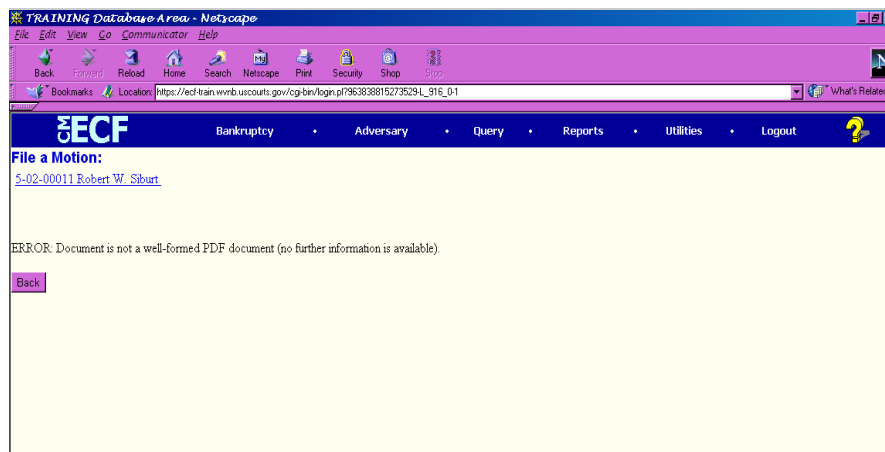 TRAINING Database Area - Netscape
File Edit View Go Communicator Help
Back Forward Reload Home Search Netscape Print Security Shop Stop
Bookmarks Location: https://ecf-train.wvnb.uscourts.gov/cgi-bin/login.pl?963838815273529-L_916_0-1 What's Related
CM ECF Bankruptcy • Adversary • Query • Reports • Utilities • Logout ?
File a Motion:
5-02-00011 Robert W. Siburt
ERROR: Document is not a well-formed PDF document (no further information is available).
Back